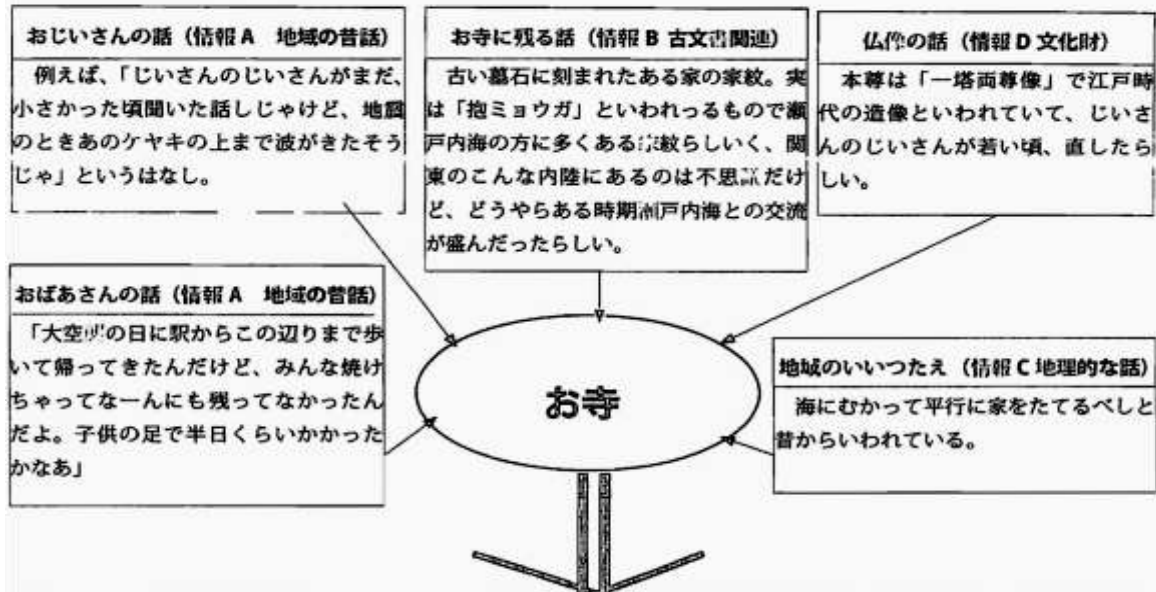 おじいさんの話（情報A　地域の昔話）
例えば、「じいさんのじいさんがまだ、
小さかった頃聞いた話しじゃけど、地震
のときあのケヤキの上まで波がきたそう
じゃ」というはなし。
お寺に残る話（情報B 古文書関連）
古い墓石に刻まれたある家の家紋。実
は「抱ミョウガ」といわれっるもので瀬
戸内海の方に多くある家紋らしいく、関
東のこんな内陸にあるのは不思議だけ
ど、どうやらある時期瀬戸内海との交流
が盛んだったらしい。
仏像の話（情報D 文化財）
本尊は「一塔両尊像」で江戸時
代の造像といわれていて、じいさ
んのじいさんが若い頃、直したら
しい。
おばあさんの話（情報A　地域の昔話）
「大空襲の日に駅からこの辺りまで歩
いて帰ってきたんだけど、みんな焼け
ちゃってなーんにも残ってなかったん
だよ。子供の足で半日くらいかかった
かなあ」
地域のいいつたえ（情報C地理的な話）
海にむかって平行に家をたてるべしと
昔からいわれている。
お寺